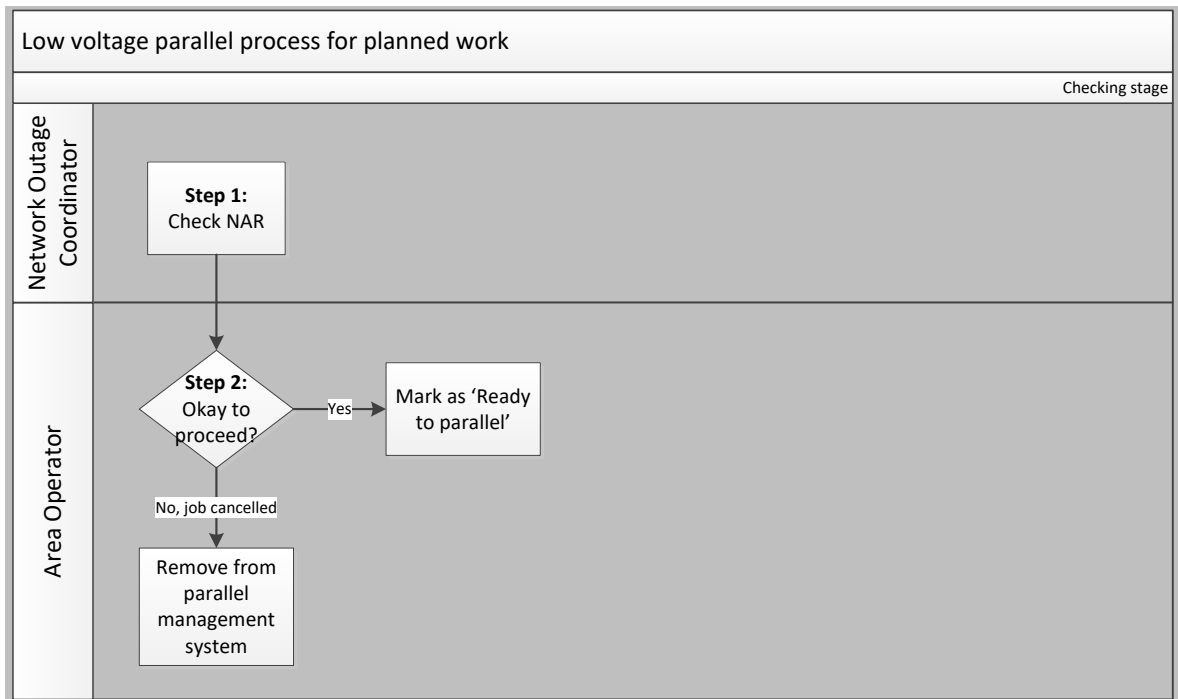 Low voltage parallel process for planned work
Checking stage
Network Outage
Coordinator
Step 1:
Check NAR
Area Operator
Step 2:
Okay to
proceed?
Yes
Mark as ‘Ready
to parallel’
No, job cancelled
Remove from
parallel
management
system